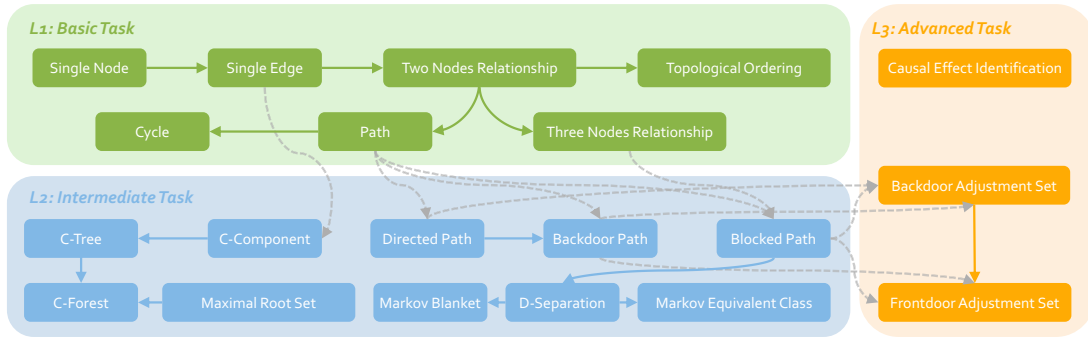 L1: Basic Task
Single Node
Single Edge
Two Nodes Relationship
Topological Ordering
Cycle
Path
Three Nodes Relationship
L2: Intermediate Task
C-Tree
C-Component
Directed Path
Backdoor Path
Blocked Path
C-Forest
Maximal Root Set
Markov Blanket
D-Separation
Markov Equivalent Class
L3: Advanced Task
Causal Effect Identification
Backdoor Adjustment Set
Frontdoor Adjustment Set